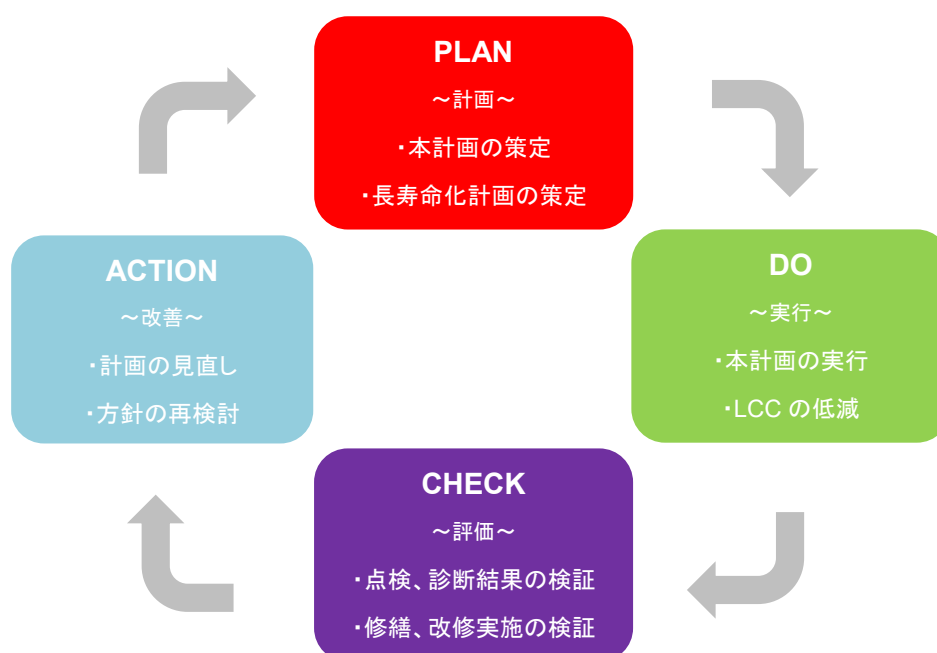 PLAN
～計画～
・本計画の策定
・長寿命化計画の策定
DO
～実行～
・本計画の実行
・LCC の低減
CHECK
～評価～
・点検、診断結果の検証
・修繕、改修実施の検証
ACTION
～改善～
・計画の見直し
・方針の再検討